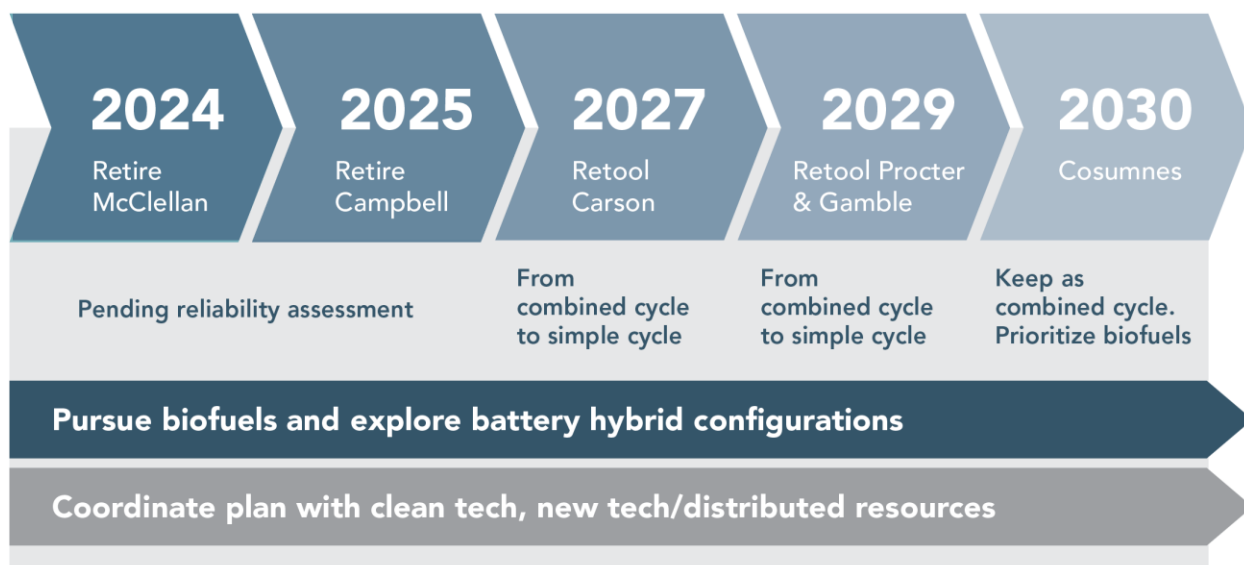 2024
Retire
McClellan
2025
Retire
Campbell
2027
Retool
Carson
2029
Retool Procter
& Gamble
2030
Cosumnes
Pending reliability assessment
From
combined cycle
to simple cycle
From
combined cycle
to simple cycle
Keep as
combined cycle.
Prioritize biofuels
Pursue biofuels and explore battery hybrid configurations
Coordinate plan with clean tech, new tech/distributed resources